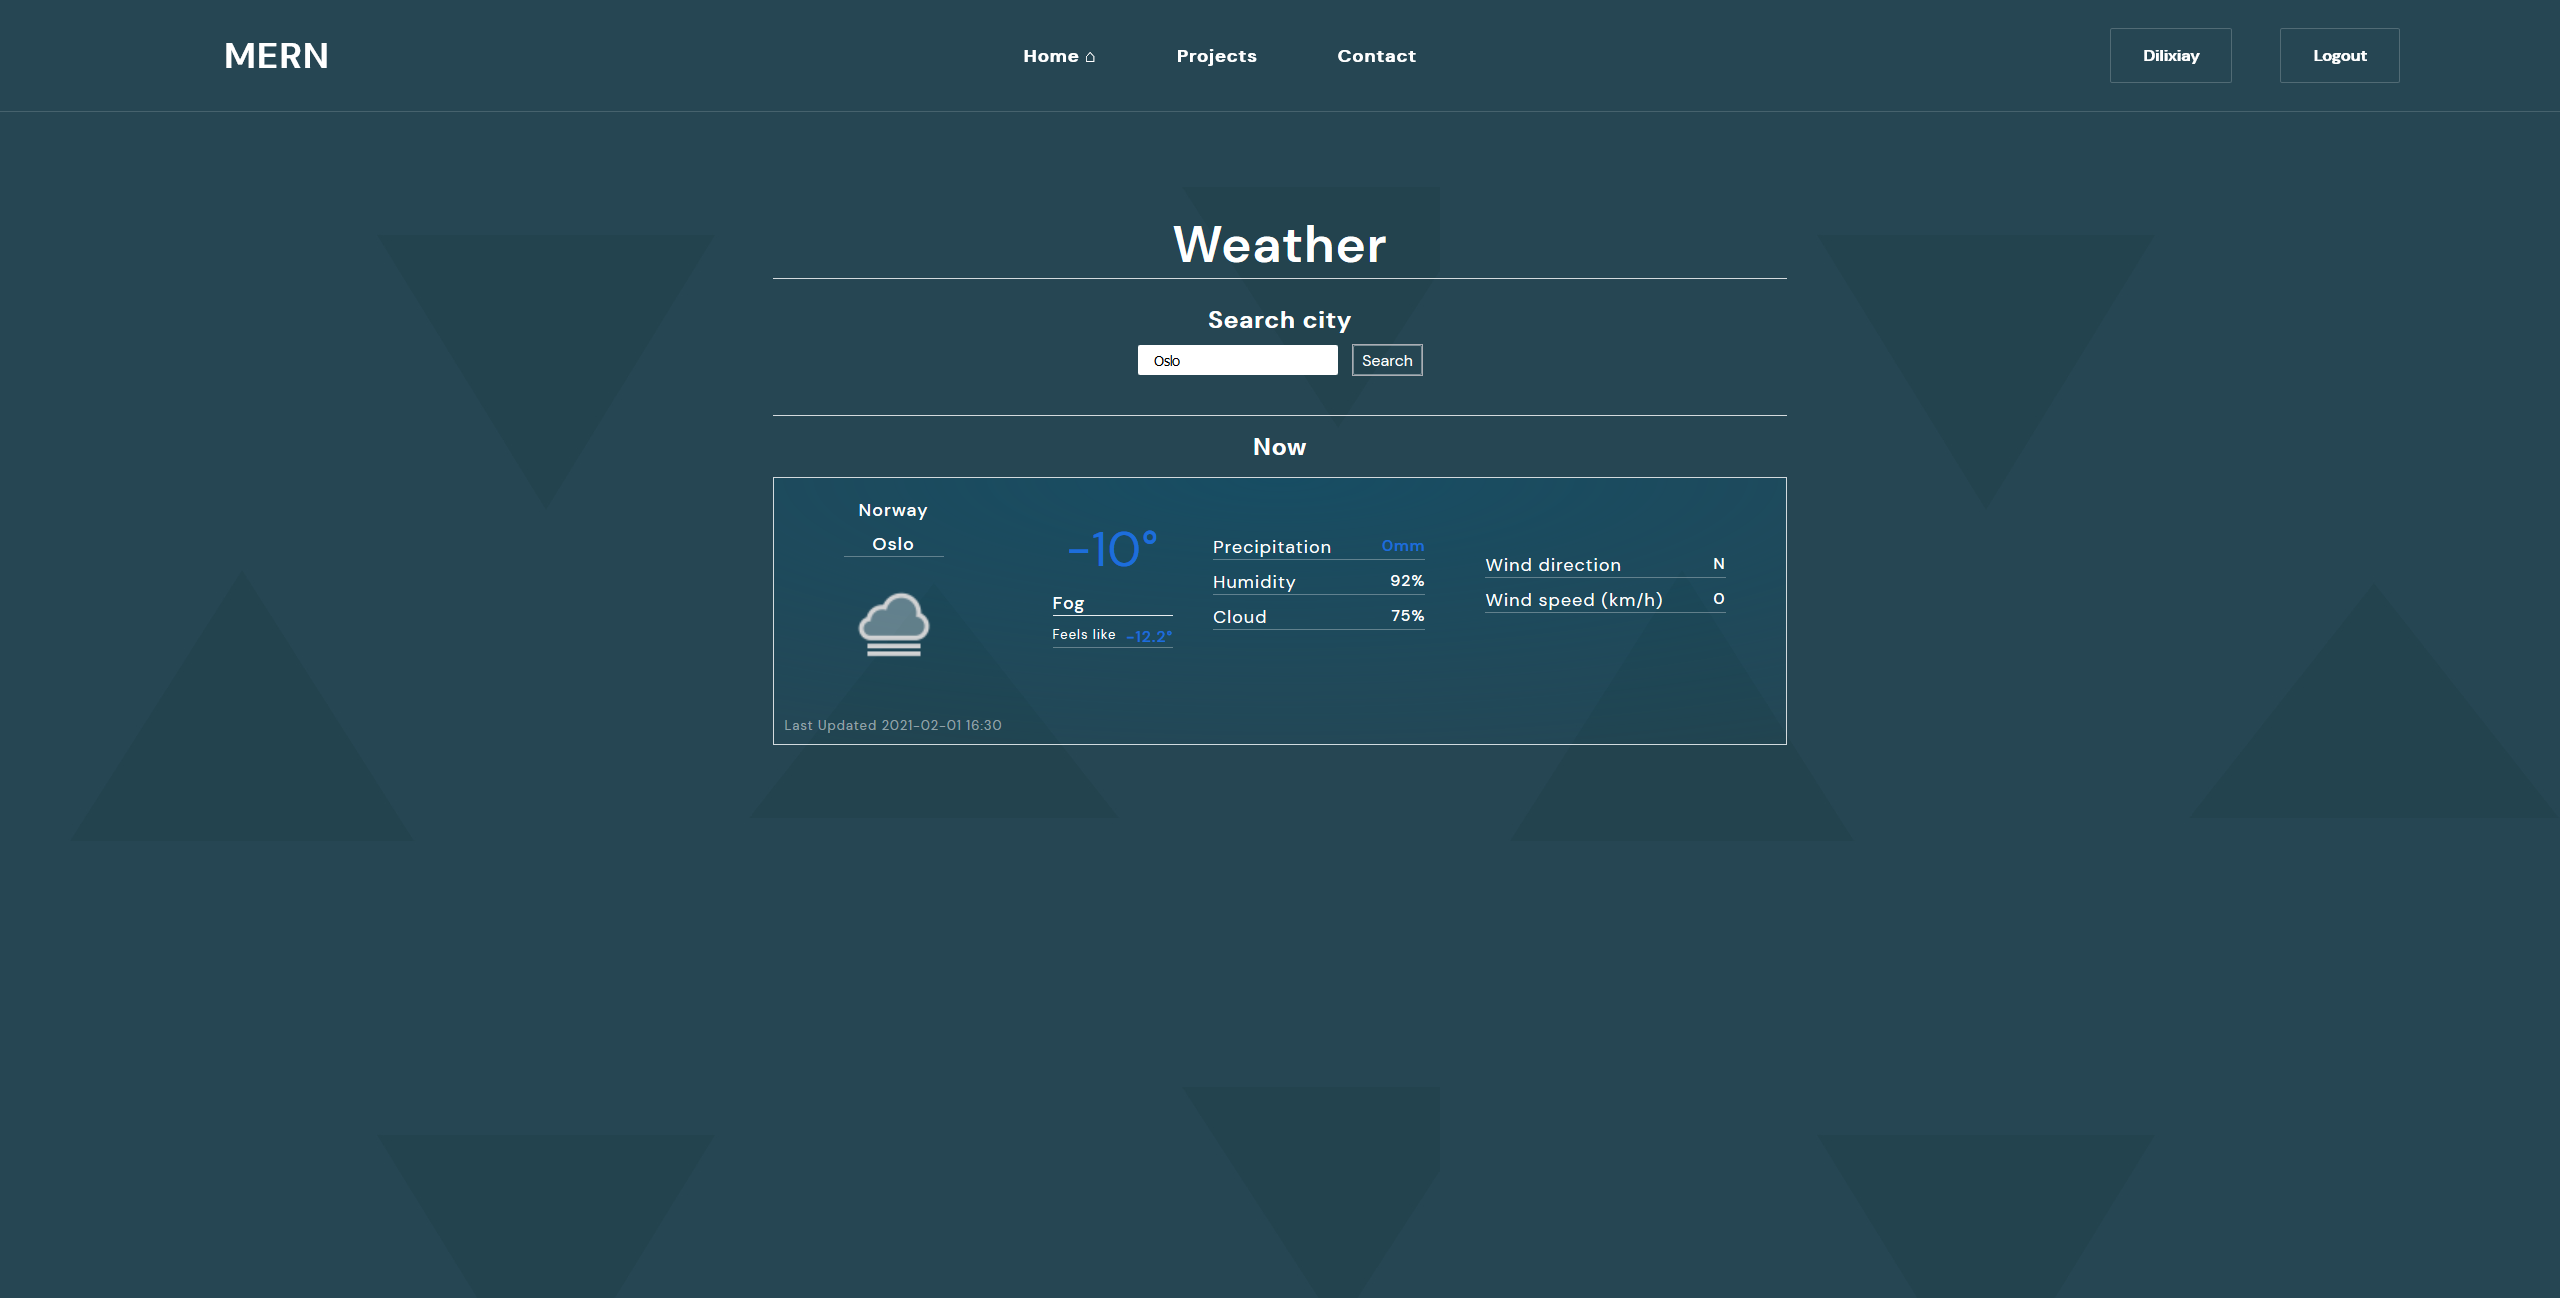 MERN
Home ⌂
Projects
Contact
Dilixiay
Logout
Weather
Search city
Oslo
Search
Now
Norway
Oslo
-10°
Fog
Feels like -12.2°
Precipitation 0mm
Humidity 92%
Cloud 75%
Wind direction N
Wind speed (km/h) 0
Last Updated 2021-02-01 16:30